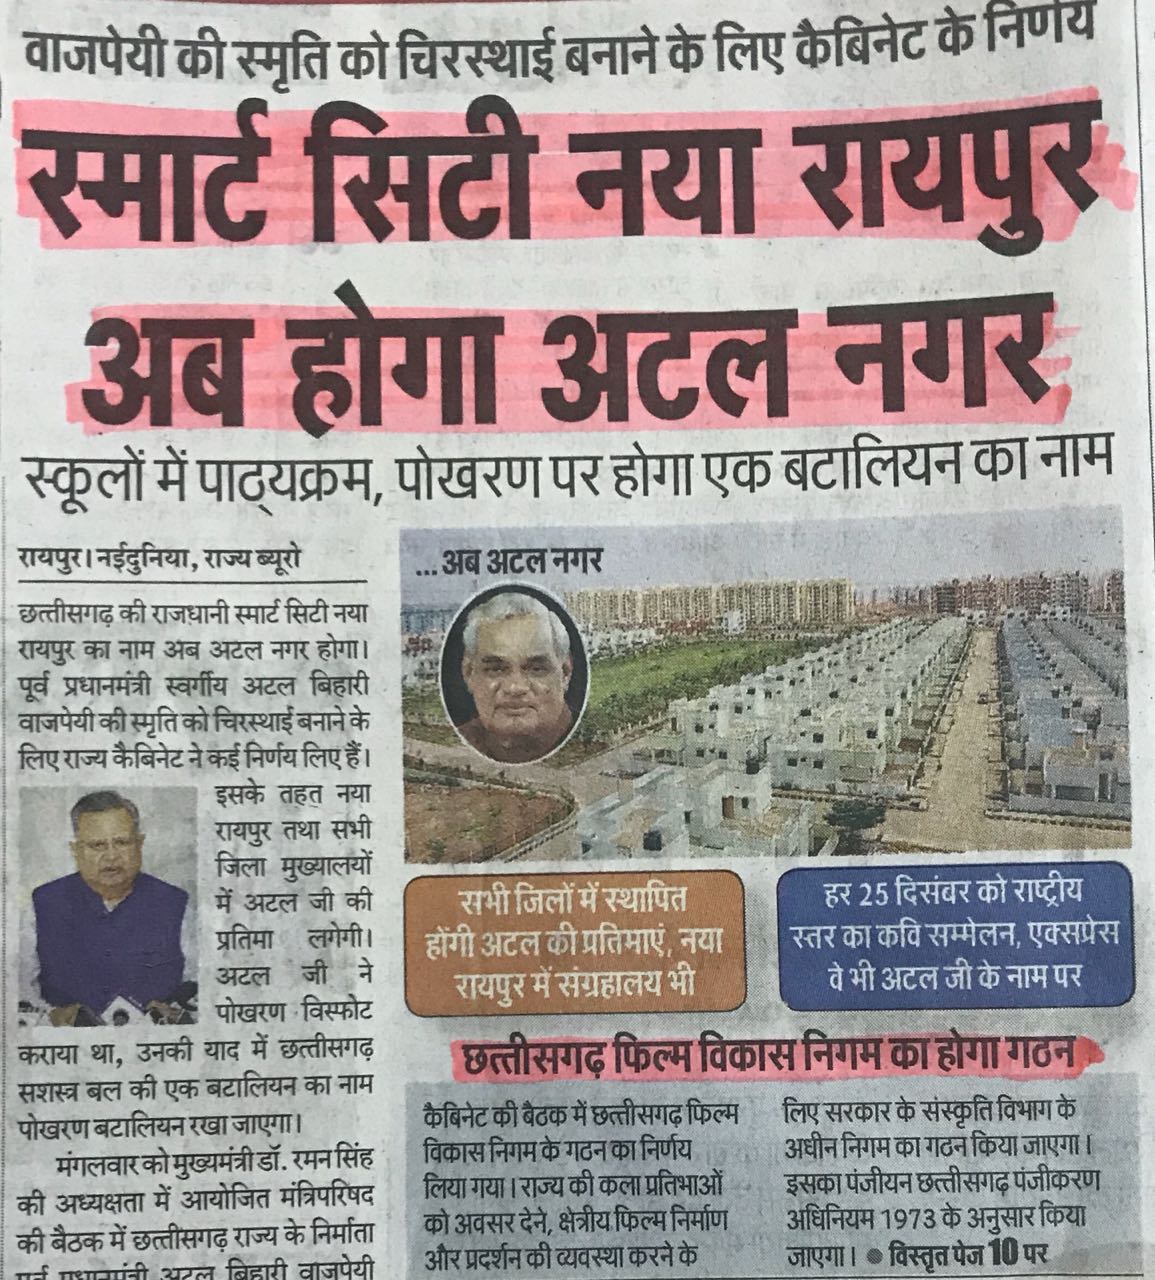 वाजपेयी की स्मृति को चिरस्थाई बनाने के लिए कैबिनेट के निर्णय
स्मार्ट सिटी नया रायपुर
अब होगा अटल नगर
स्कूलों में पाठ्यक्रम, पोखरण पर होगा एक बटालियन का नाम
रायपुर। नईदुनिया, राज्य ब्यूरो
छत्तीसगढ़ की राजधानी स्मार्ट सिटी नया
रायपुर का नाम अब अटल नगर होगा।
पूर्व प्रधानमंत्री स्वर्गीय अटल बिहारी
वाजपेयी की स्मृति को चिरस्थाई बनाने के
लिए राज्य कैबिनेट ने कई निर्णय लिए हैं।
इसके तहत नया
रायपुर तथा सभी
जिला मुख्यालयों
में अटल जी की
प्रतिमा लगेगी।
अटल जी ने
पोखरण विस्फोट
कराया था, उनकी याद में छत्तीसगढ़
सशस्त्र बल की एक बटालियन का नाम
पोखरण बटालियन रखा जाएगा।
मंगलवार को मुख्यमंत्री डॉ. रमन सिंह
की अध्यक्षता में आयोजित मंत्रिपरिषद
की बैठक में छत्तीसगढ़ राज्य के निर्माता
पूर्व प्रधानमंत्री अटल बिहारी वाजपेयी
...अब अटल नगर
सभी जिलों में स्थापित
होंगी अटल की प्रतिमाएं, नया
रायपुर में संग्रहालय भी
हर 25 दिसंबर को राष्ट्रीय
स्तर का कवि सम्मेलन, एक्सप्रेस
वे भी अटल जी के नाम पर
छत्तीसगढ़ फिल्म विकास निगम का होगा गठन
कैबिनेट की बैठक में छत्तीसगढ़ फिल्म
विकास निगम के गठन का निर्णय
लिया गया। राज्य की कला प्रतिभाओं
को अवसर देने, क्षेत्रीय फिल्म निर्माण
और प्रदर्शन की व्यवस्था करने के
लिए सरकार के संस्कृति विभाग के
अधीन निगम का गठन किया जाएगा।
इसका पंजीयन छत्तीसगढ़ पंजीकरण
अधिनियम 1973 के अनुसार किया
जाएगा। ● विस्तृत पेज 10 पर